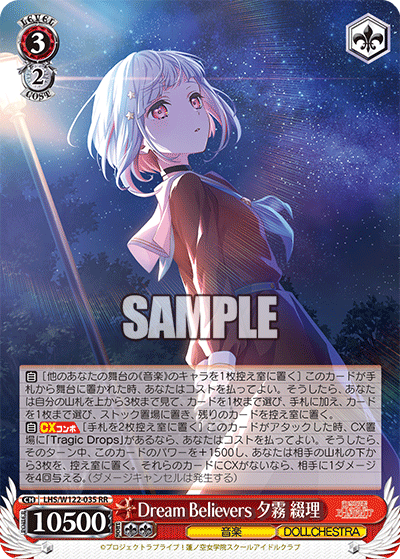 LEVEL
3
2
COST
SAMPLE
自 [他のあなたの舞台の《音楽》のキャラを1枚控え室に置く] このカードが手
札から舞台に置かれた時、あなたはコストを払ってよい。そうしたら、あなた
は自分の山札を上から3枚まで見て、カードを1枚まで選び、手札に加え、カード
を1枚まで選び、ストック置場に置き、残りのカードを控え室に置く。
自 CXコンボ [手札を2枚控え室に置く] このカードがアタックした時、CX置
場に「Tragic Drops」があるなら、あなたはコストを払ってよい。そうしたら、
そのターン中、このカードのパワーを+1500し、あなたは相手の山札の下か
ら3枚を、控え室に置き、それらのカードにCXがないなら、相手に1ダメー
ジを4回与える。(ダメージキャンセルは発生する)
CH LHS/W122-035 RR
10500
Dream Believers 夕霧 綴理
音楽
DOLLCHESTRA
©プロジェクトラブライブ!蓮ノ空女学院スクールアイドルクラブ